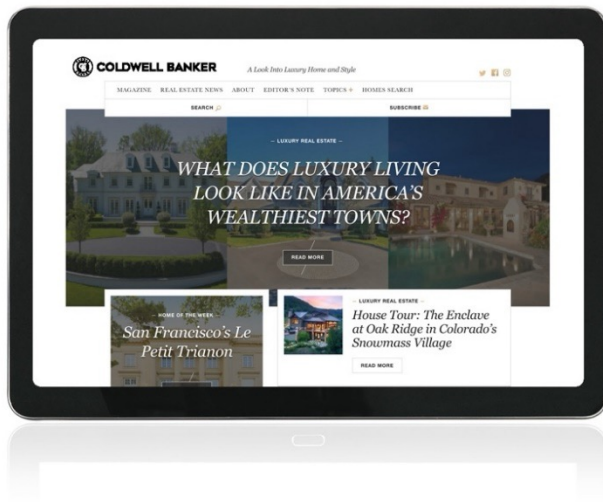 COLDWELL BANKER
A Look Into Luxury Home and Style
MAGAZINE REAL ESTATE NEWS ABOUT EDITOR'S NOTE TOPICS + HOMES SEARCH
SEARCH SUBSCRIBE
– LUXURY REAL ESTATE –
WHAT DOES LUXURY LIVING
LOOK LIKE IN AMERICA'S
WEALTHIEST TOWNS?
READ MORE
– HOME OF THE WEEK –
San Francisco's Le
Petit Trianon
– LUXURY REAL ESTATE –
House Tour: The Enclave
at Oak Ridge in Colorado's
Snowmass Village
READ MORE